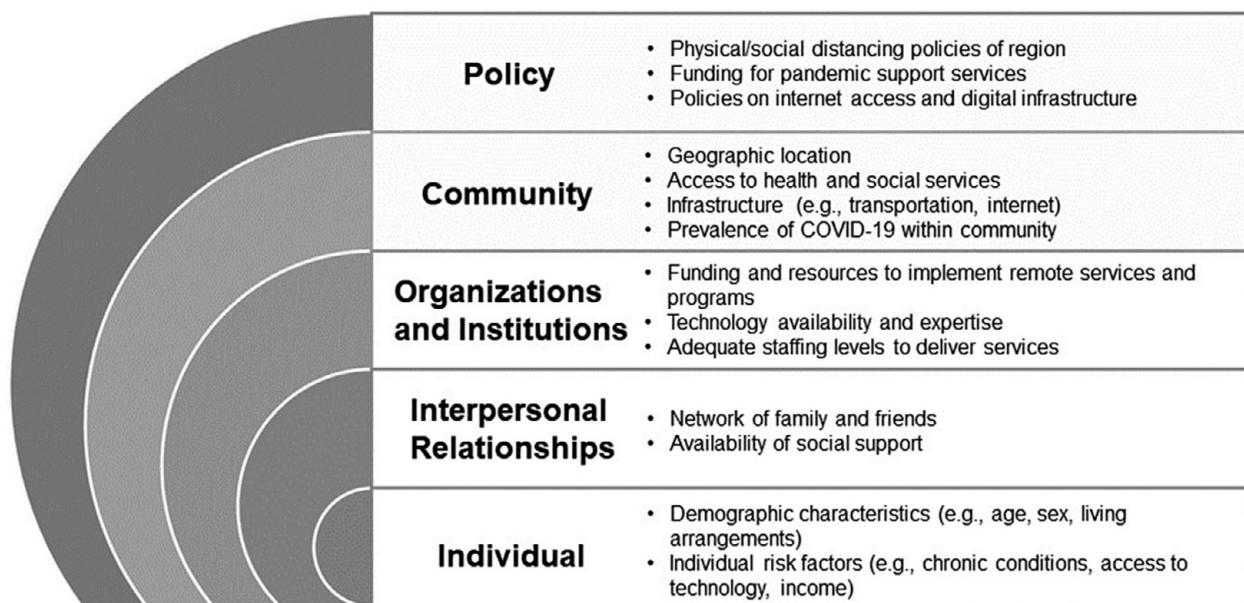 Policy
• Physical/social distancing policies of region
• Funding for pandemic support services
• Policies on internet access and digital infrastructure
Community
• Geographic location
• Access to health and social services
• Infrastructure (e.g., transportation, internet)
• Prevalence of COVID-19 within community
Organizations
and Institutions
• Funding and resources to implement remote services and
programs
• Technology availability and expertise
• Adequate staffing levels to deliver services
Interpersonal
Relationships
• Network of family and friends
• Availability of social support
Individual
• Demographic characteristics (e.g., age, sex, living
arrangements)
• Individual risk factors (e.g., chronic conditions, access to
technology, income)